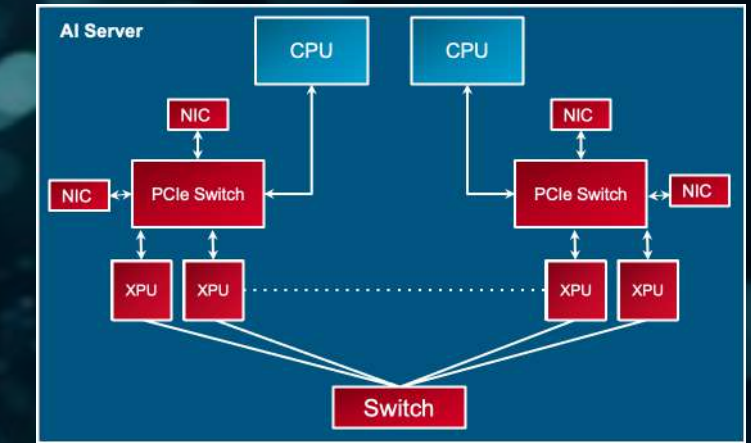 AI Server
CPU
CPU
NIC
NIC
NIC
PCIe Switch
PCIe Switch
NIC
XPU
XPU
XPU
XPU
Switch